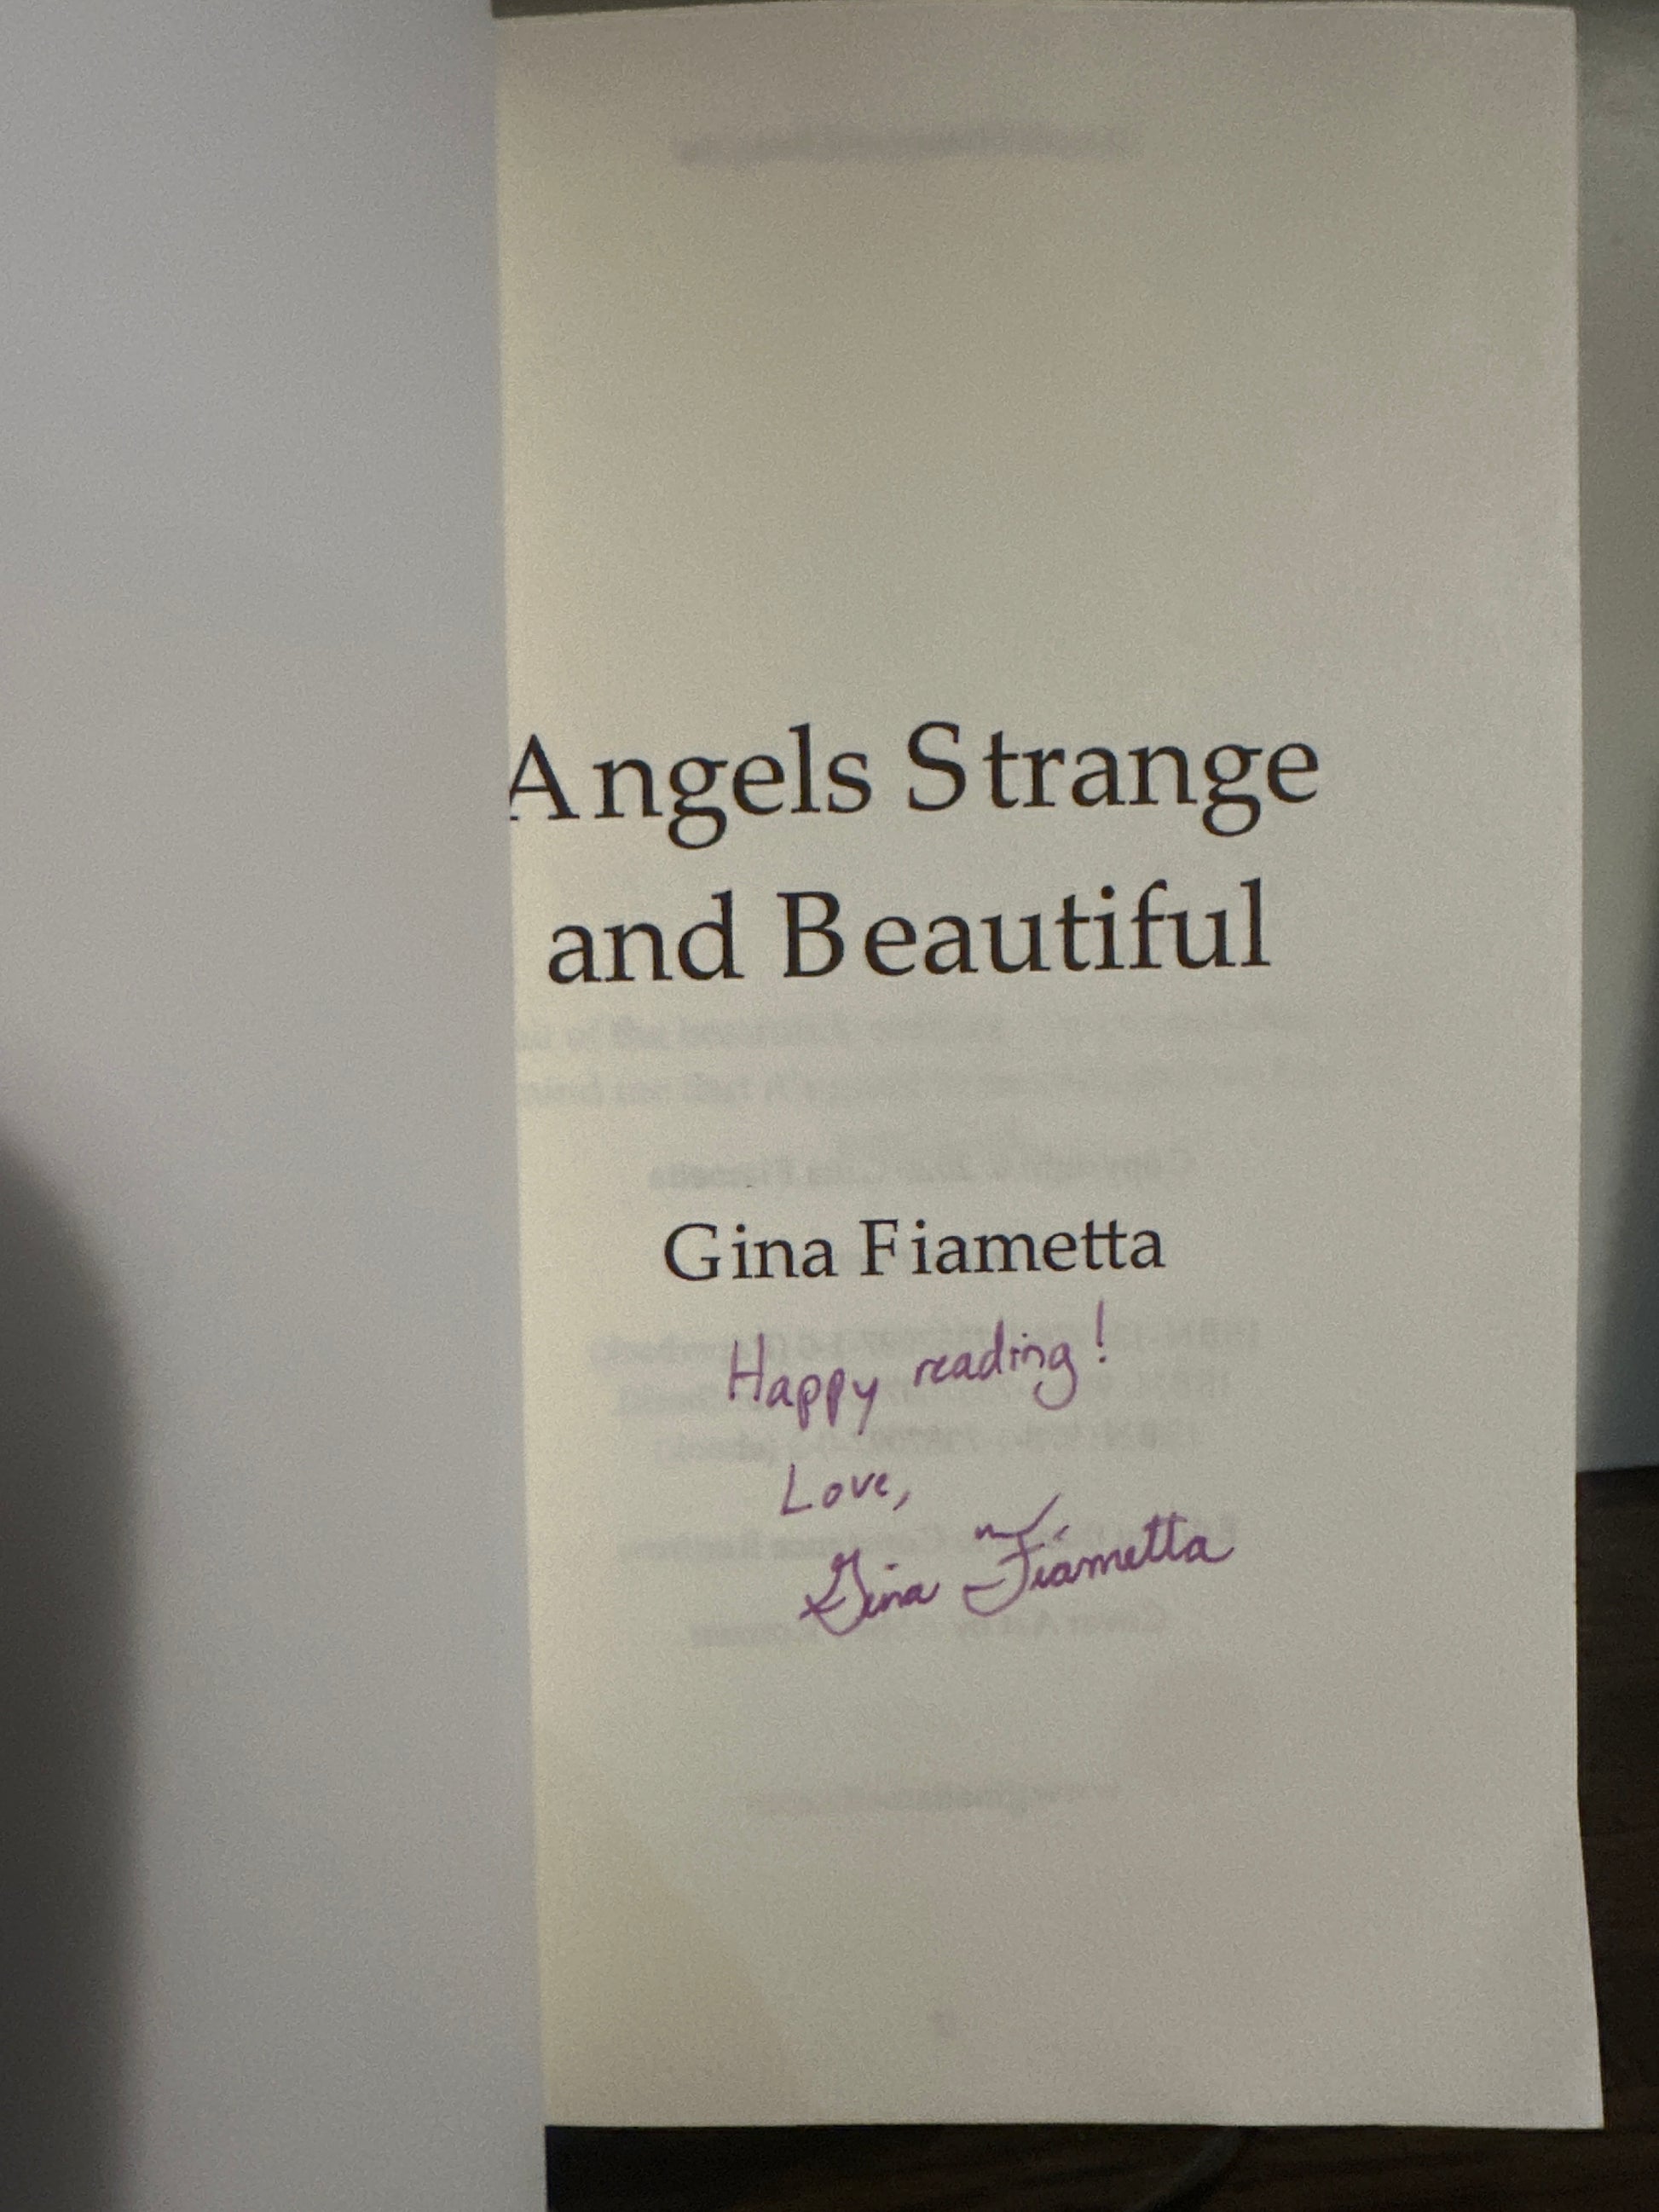 Angels Strange
and Beautiful
Gina Fiametta
Happy reading!
Love,
Gina Fiametta